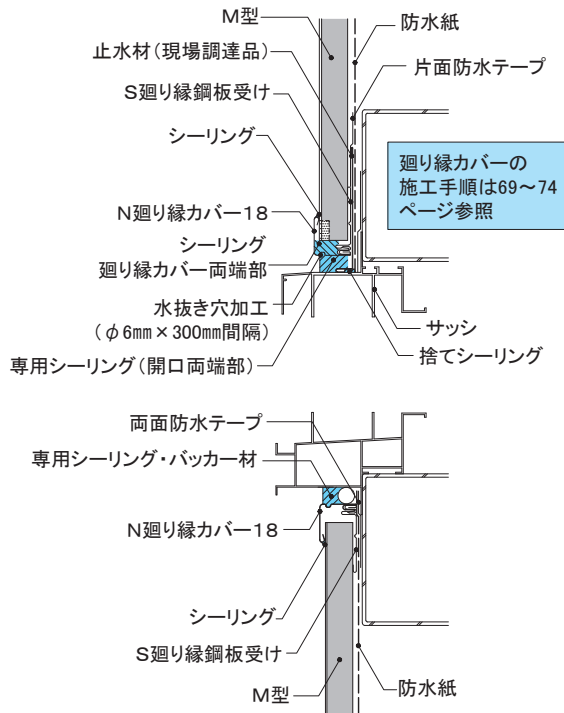 M型
防水紙
止水材(現場調達品)
片面防水テープ
S廻り縁鋼板受け
シーリング
廻り縁カバーの
施工手順は69〜74
ページ参照
N廻り縁カバー18
シーリング
廻り縁カバー両端部
水抜き穴加工
(φ6mm×300mm間隔)
サッシ
専用シーリング(開口両端部)
捨てシーリング
両面防水テープ
専用シーリング・バッカー材
N廻り縁カバー18
シーリング
S廻り縁鋼板受け
M型
防水紙